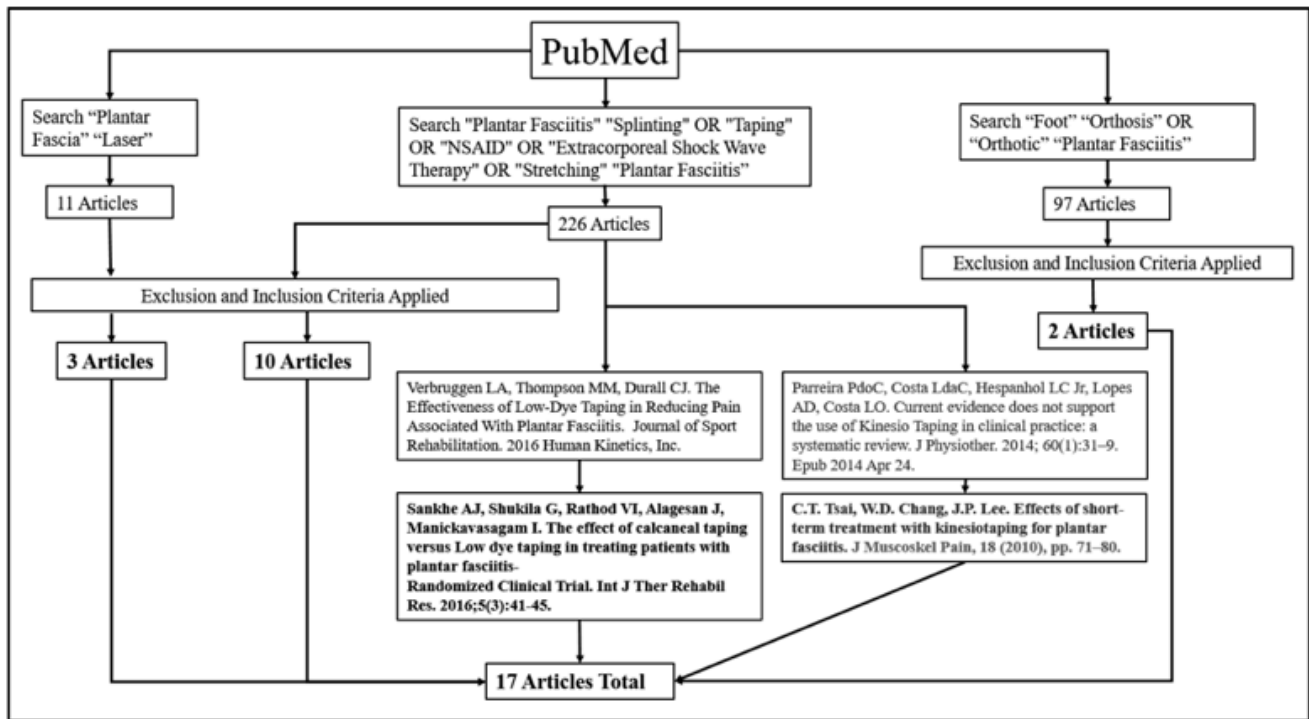 PubMed
Search “Plantar
Fascia” “Laser”
11 Articles
Search "Plantar Fasciitis" "Splinting" OR "Taping"
OR "NSAID" OR "Extracorporeal Shock Wave
Therapy" OR "Stretching" "Plantar Fasciitis”
226 Articles
Search “Foot” “Orthosis” OR
“Orthotic” “Plantar Fasciitis”
97 Articles
Exclusion and Inclusion Criteria Applied
Exclusion and Inclusion Criteria Applied
3 Articles
10 Articles
2 Articles
Verbruggen LA, Thompson MM, Durall CJ. The
Effectiveness of Low-Dye Taping in Reducing Pain
Associated With Plantar Fasciitis. Journal of Sport
Rehabilitation. 2016 Human Kinetics, Inc.
Parreira PdoC, Costa LdaC, Hespanhol LC Jr, Lopes
AD, Costa LO. Current evidence does not support
the use of Kinesio Taping in clinical practice: a
systematic review. J Physiother. 2014; 60(1):31–9.
Epub 2014 Apr 24.
Sankhe AJ, Shukila G, Rathod VI, Alagesan J,
Manickavasagam I. The effect of calcaneal taping
versus Low dye taping in treating patients with
plantar fasciitis-
Randomized Clinical Trial. Int J Ther Rehabil
Res. 2016;5(3):41-45.
C.T. Tsai, W.D. Chang, J.P. Lee. Effects of short-
term treatment with kinesiotaping for plantar
fasciitis. J Muscoskel Pain, 18 (2010), pp. 71–80.
17 Articles Total